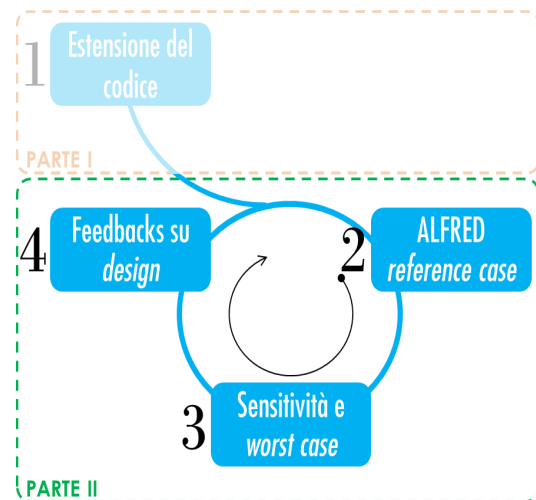 1
Estensione del
codice
PARTE I
4
Feedbacks su
design
2
ALFRED
reference case
3
Sensitività e
worst case
PARTE II